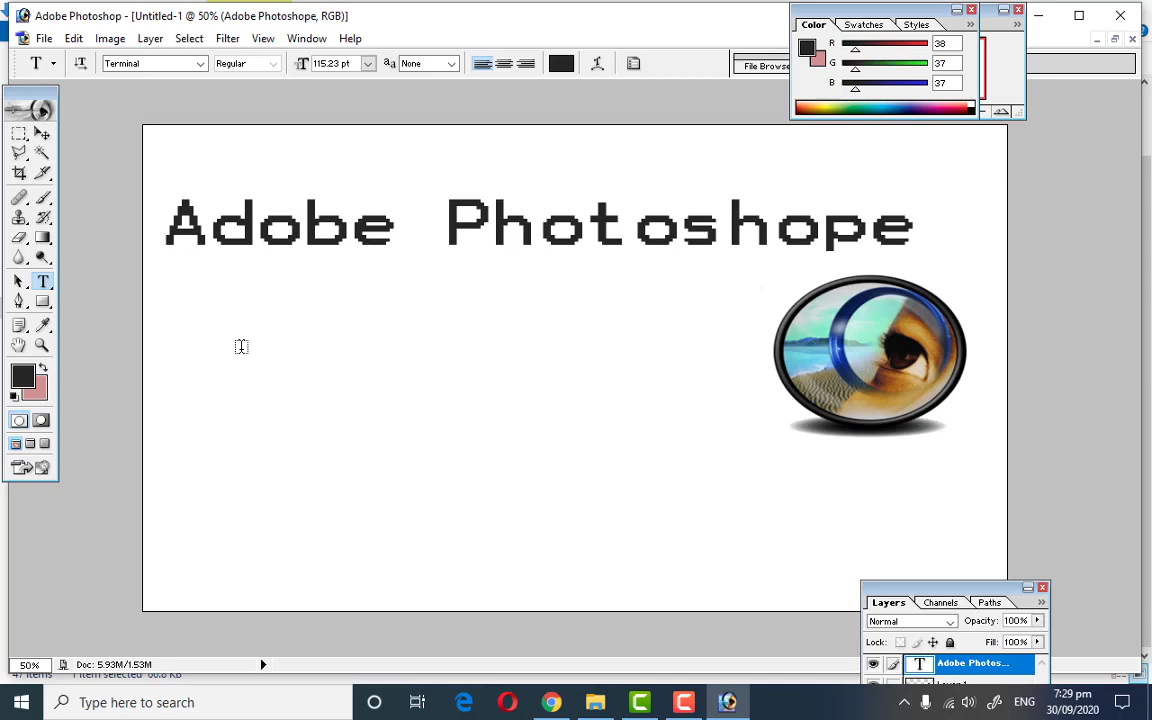 Adobe Photoshop - [Untitled-1 @ 50% (Adobe Photoshope, RGB)]
File Edit Image Layer Select Filter View Window Help
T Terminal Regular T 115.23 pt aa None File Browse
Color Swatches Styles
R 38
G 37
B 37
Adobe Photoshope
Layers Channels Paths
Normal Opacity: 100%
Lock: Fill: 100%
T Adobe Photos...
50% Doc: 5.93M/1.53M
Type here to search
ENG 7:29 pm
30/09/2020